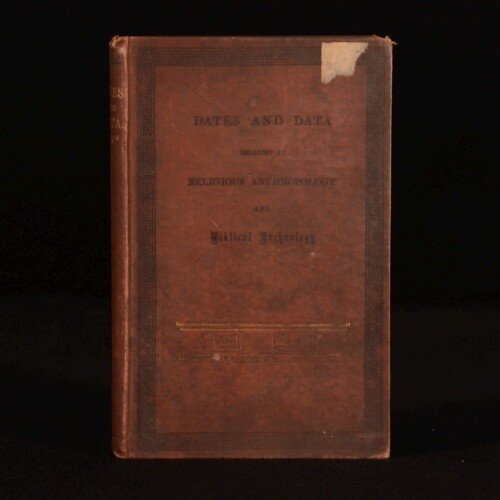 DATES AND DATA
RELATING TO
RELIGIOUS ANTHROPOLOGY
AND
Biblical Archæology.